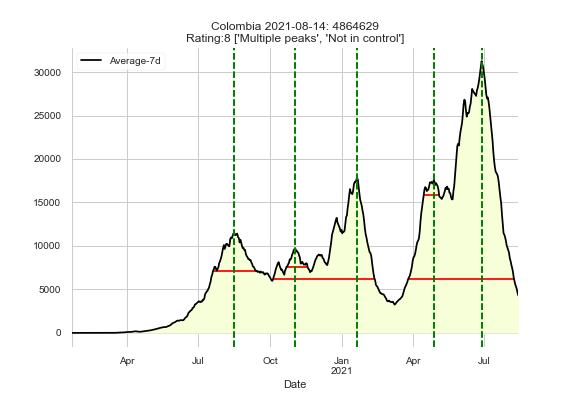 Colombia 2021-08-14: 4864629
Rating:8 ['Multiple peaks', 'Not in control']
Average-7d
30000
25000
20000
15000
10000
5000
0
Apr
Jul
Oct
Jan
2021
Apr
Jul
Date